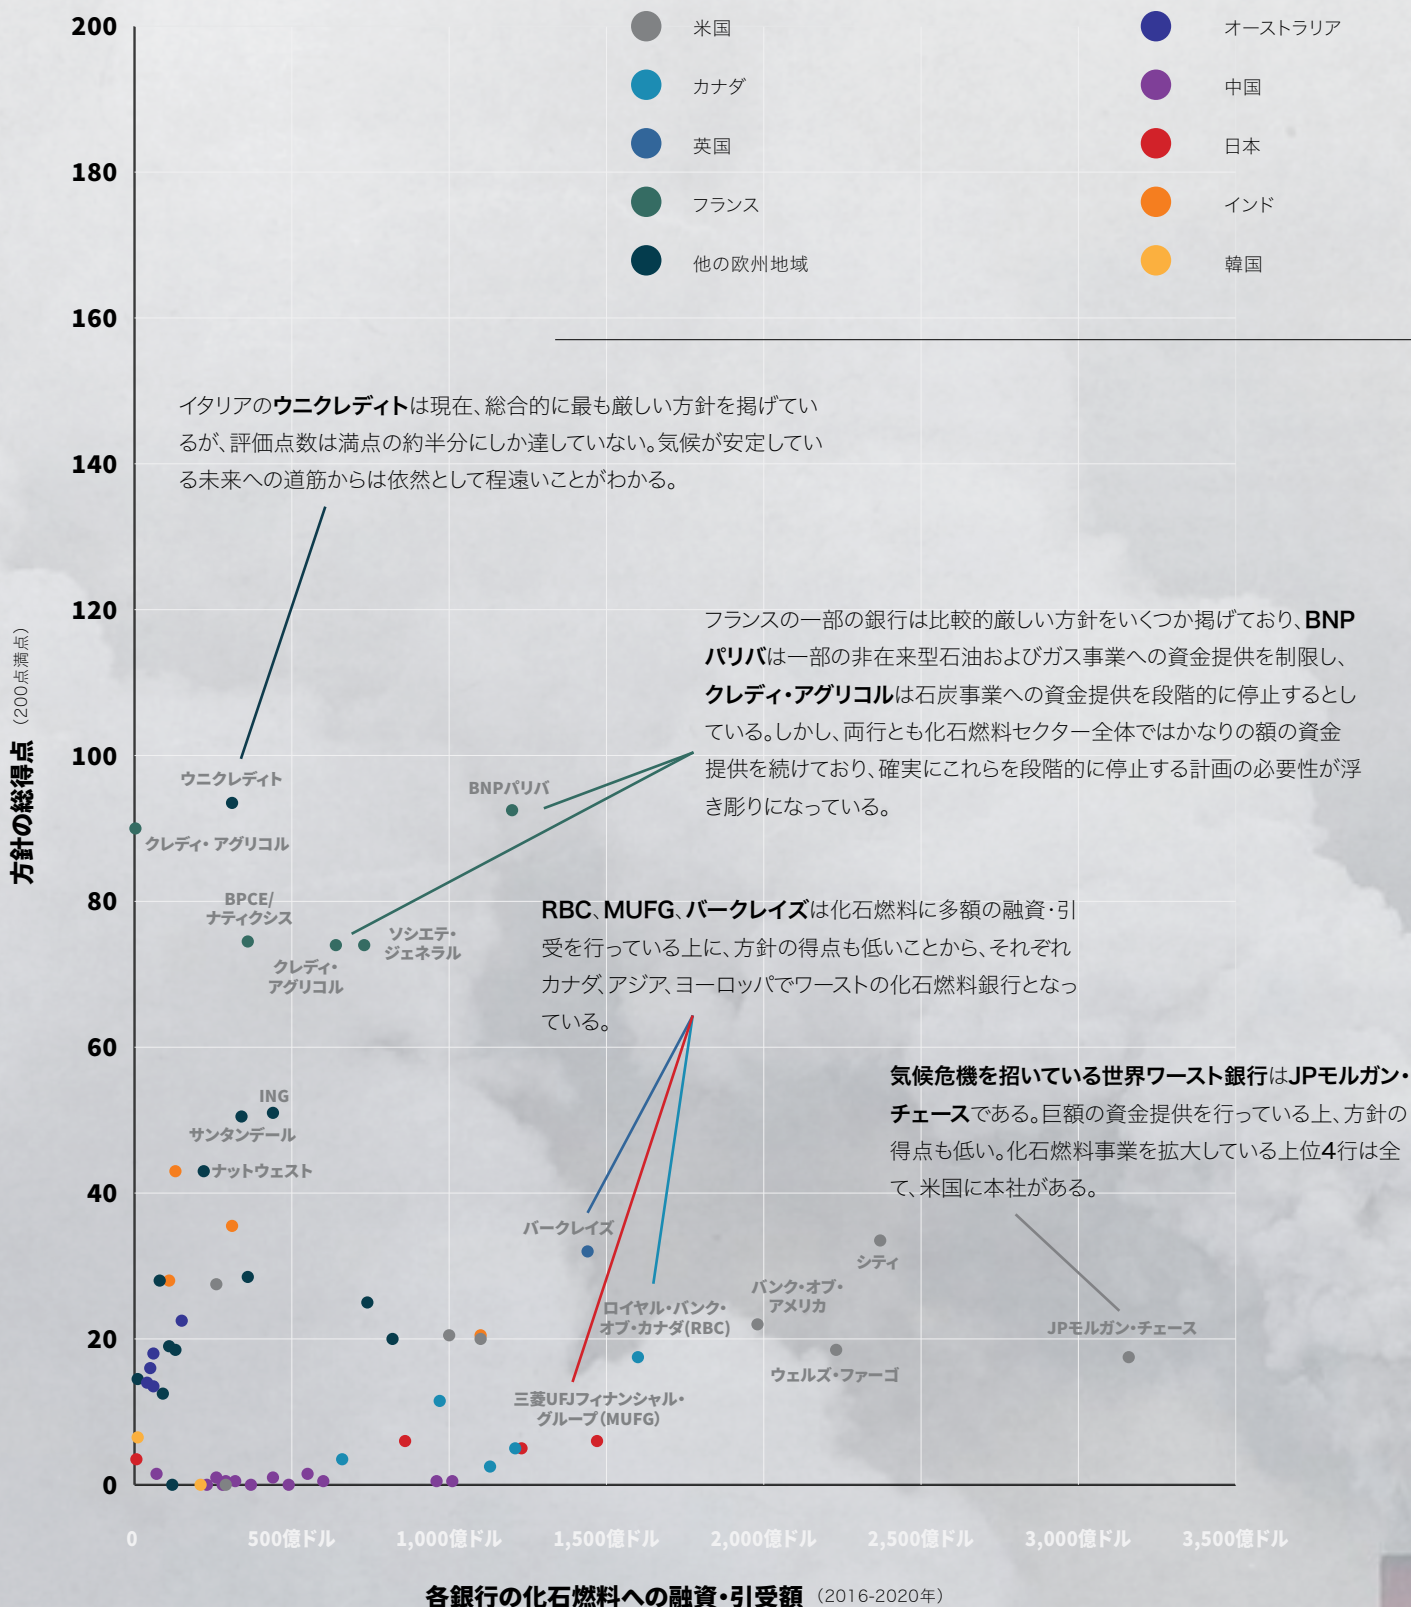 200
180
160
140
120
100
80
60
40
20
0
方針の総得点（200点満点）
米国
カナダ
英国
フランス
他の欧州地域
オーストラリア
中国
日本
インド
韓国
イタリアのウニクレディトは現在、総合的に最も厳しい方針を掲げてい
るが、評価点数は満点の約半分にしか達していない。気候が安定してい
る未来への道筋からは依然として程遠いことがわかる。
フランスの一部の銀行は比較的厳しい方針をいくつか掲げており、BNP
パリバは一部の非在来型石油およびガス事業への資金提供を制限し、
クレディ・アグリコルは石炭事業への資金提供を段階的に停止するとし
ている。しかし、両行とも化石燃料セクター全体ではかなりの額の資金
提供を続けており、確実にこれらを段階的に停止する計画の必要性が浮
き彫りになっている。
ウニクレディト
BNPパリバ
クレディ・アグリコル
BPCE/
ナティクシス
クレディ・
アグリコル
ソシエテ・
ジェネラル
RBC、MUFG、バークレイズは化石燃料に多額の融資・引
受を行っている上に、方針の得点も低いことから、それぞれ
カナダ、アジア、ヨーロッパでワーストの化石燃料銀行となっ
ている。
気候危機を招いている世界ワースト銀行はJPモルガン・
チェースである。巨額の資金提供を行っている上、方針の
得点も低い。化石燃料事業を拡大している上位4行は全
て、米国に本社がある。
ING
サンタンデール
ナットウェスト
バークレイズ
シティ
バンク・オブ・
アメリカ
ロイヤル・バンク・
オブ・カナダ(RBC)
JPモルガン・チェース
ウェルズ・ファーゴ
三菱UFJフィナンシャル・
グループ(MUFG)
0
500億ドル
1,000億ドル
1,500億ドル
2,000億ドル
2,500億ドル
3,000億ドル
3,500億ドル
各銀行の化石燃料への融資・引受額（2016-2020年）